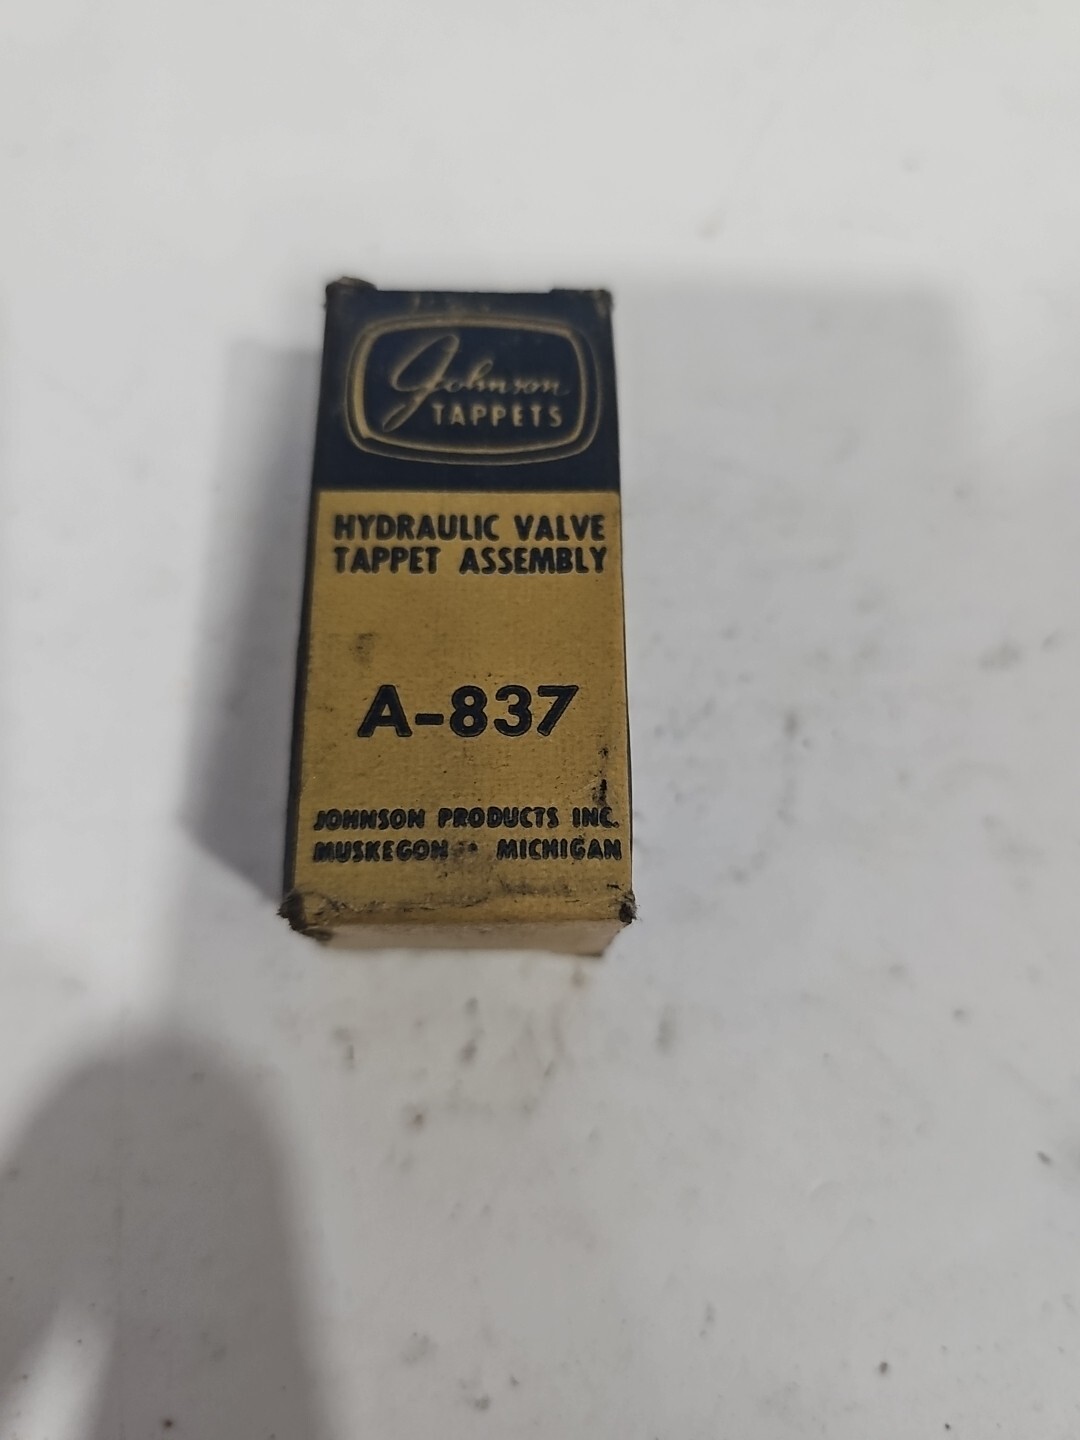 Johnson
TAPPETS
HYDRAULIC VALVE
TAPPET ASSEMBLY
A-837
JOHNSON PRODUCTS INC.
MUSKEGON • MICHIGAN